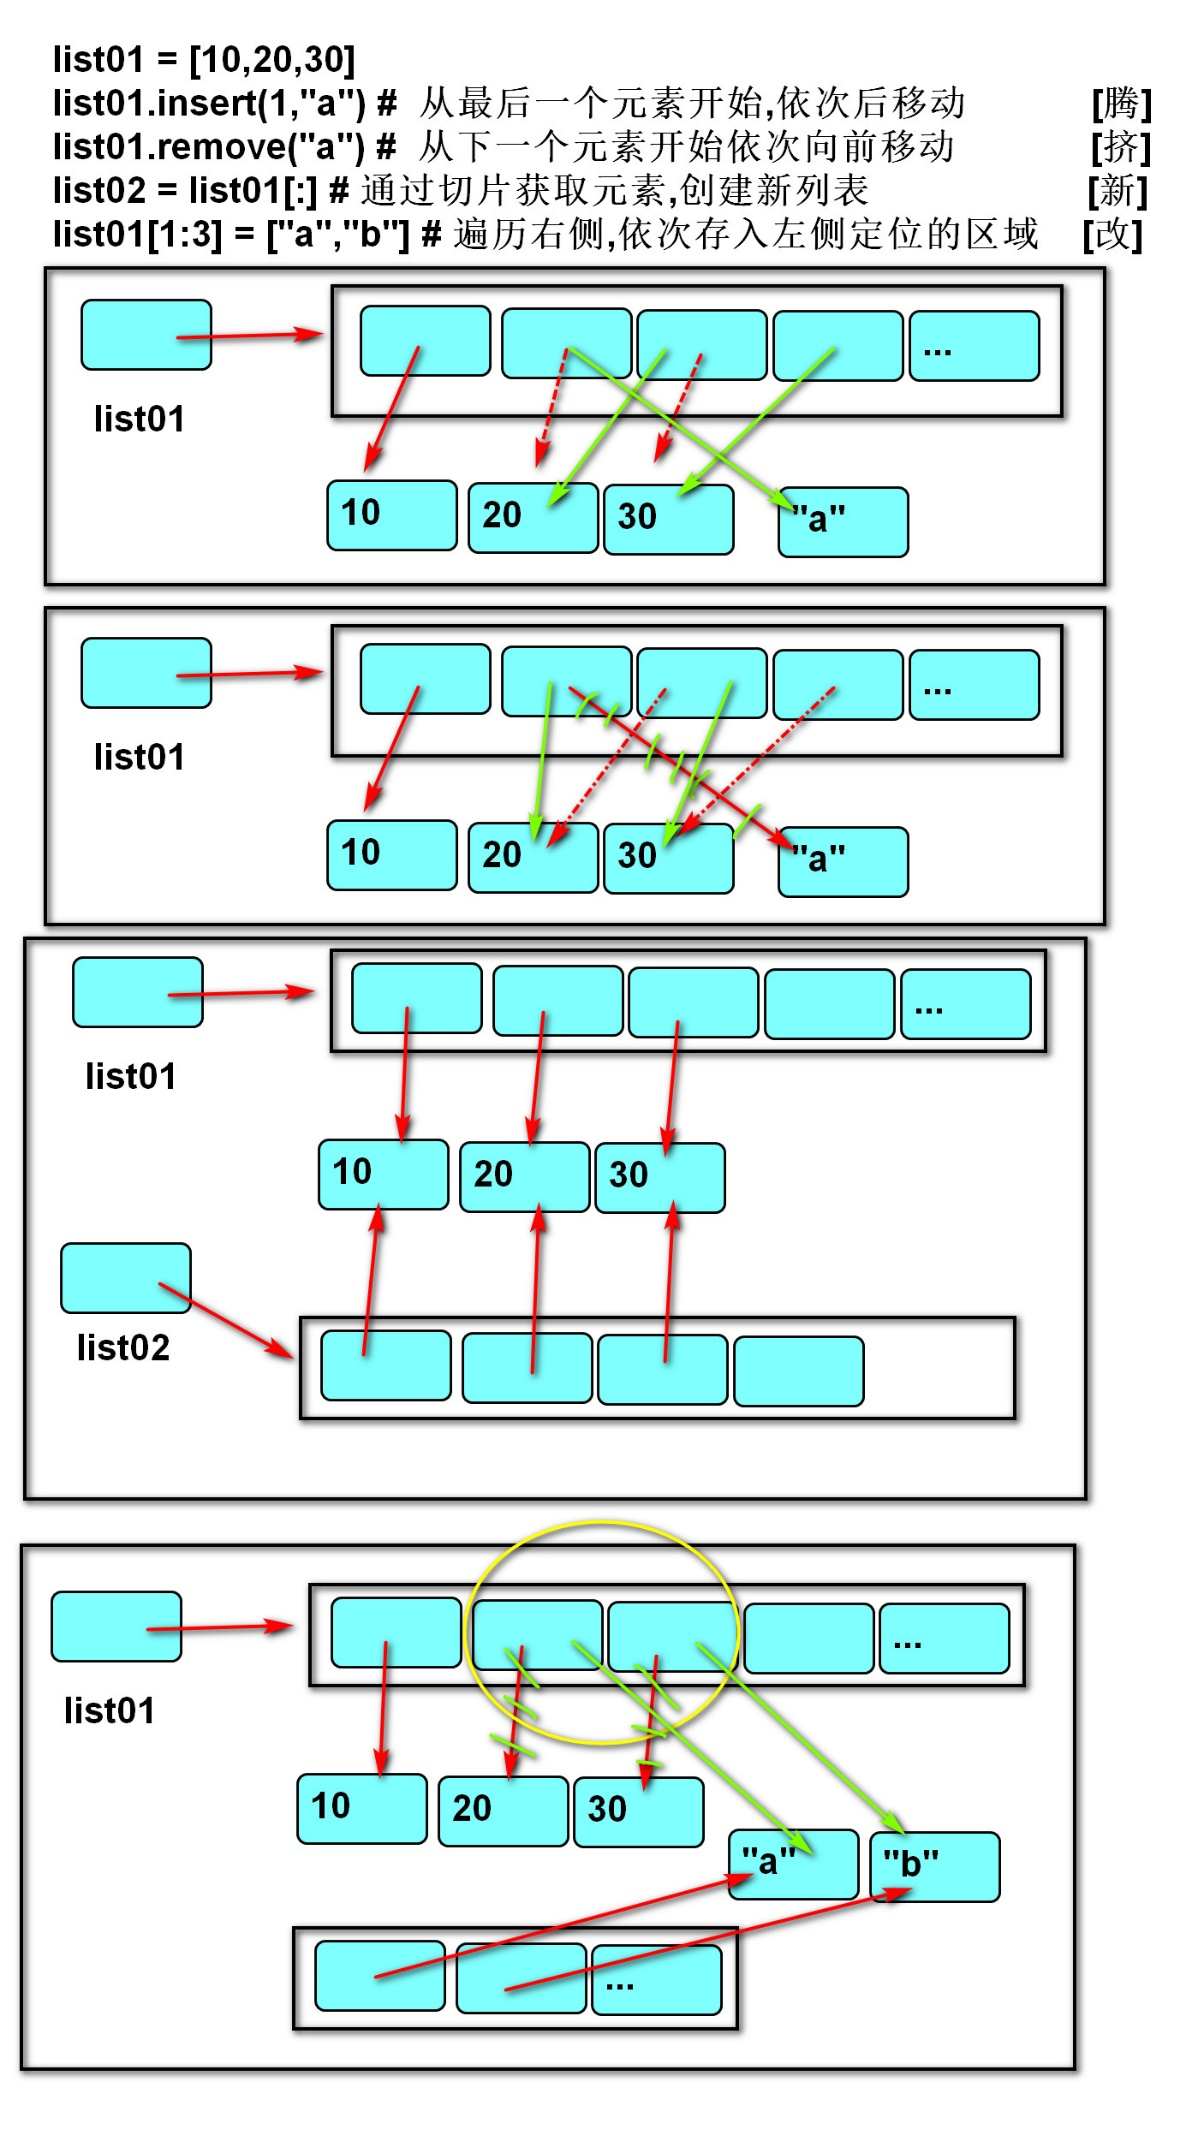 list01 = [10,20,30]
list01.insert(1,"a") # 从最后一个元素开始,依次后移动 [腾]
list01.remove("a") # 从下一个元素开始依次向前移动 [挤]
list02 = list01[:] # 通过切片获取元素,创建新列表 [新]
list01[1:3] = ["a","b"] # 遍历右侧,依次存入左侧定位的区域 [改]
...
list01
10 20 30 "a"
...
list01
10 20 30 "a"
...
list01
10 20 30
list02
...
list01
10 20 30
"a" "b"
...